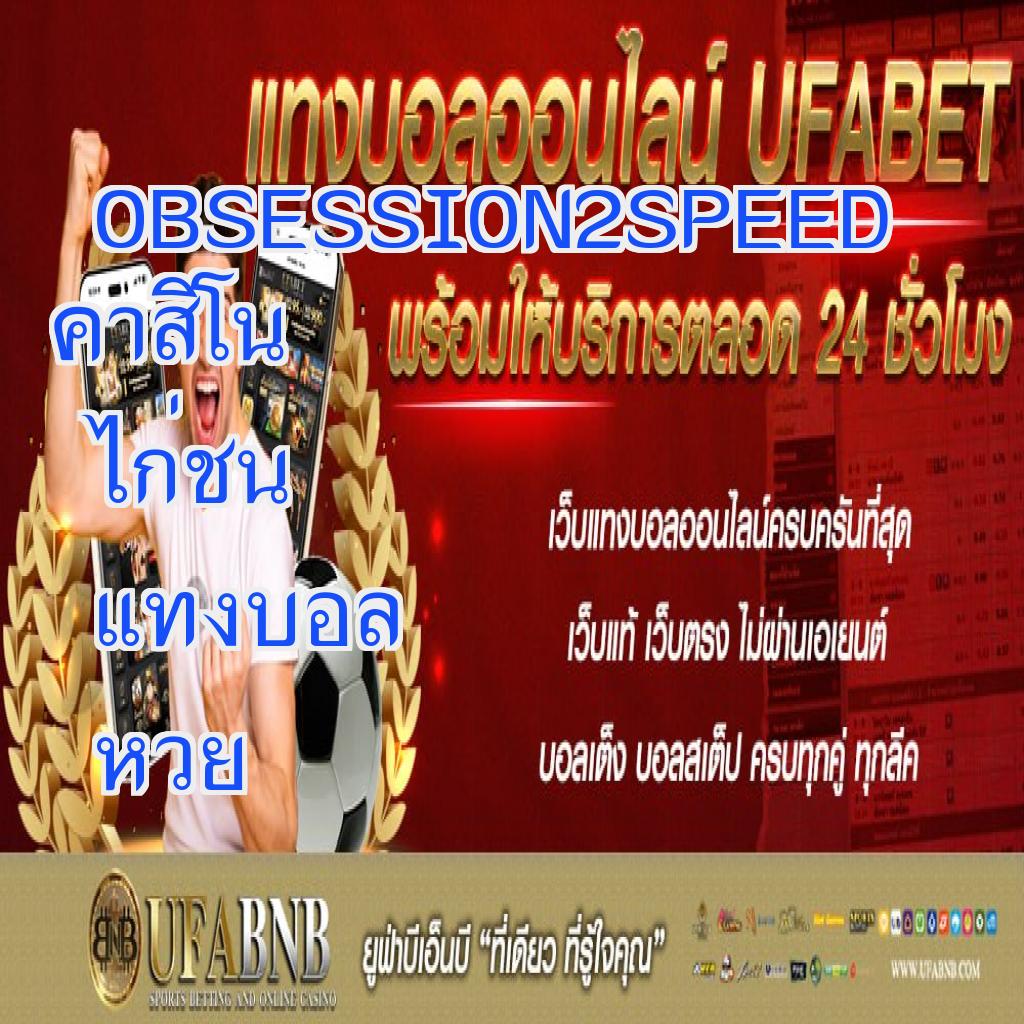 แทงบอลออนไลน์ UFABET
OBSESSION2SPEED
พร้อมให้บริการตลอด 24 ชั่วโมง
คาสิโน
ไก่ชน
เว็บแทงบอลออนไลน์ครบครันที่สุด
แทงบอล
เว็บแท้ เว็บตรง ไม่ผ่านเอเยนต์
หวย
บอลเต็ง บอลสเต็ป ครบทุกคู่ ทุกลีค
UFABNB
SPORTS BETTING AND ONLINE CASINO
ยูฟ่าบีเอ็นบี “ที่เดียว ที่รู้ใจคุณ”
WWW.UFABNB.COM